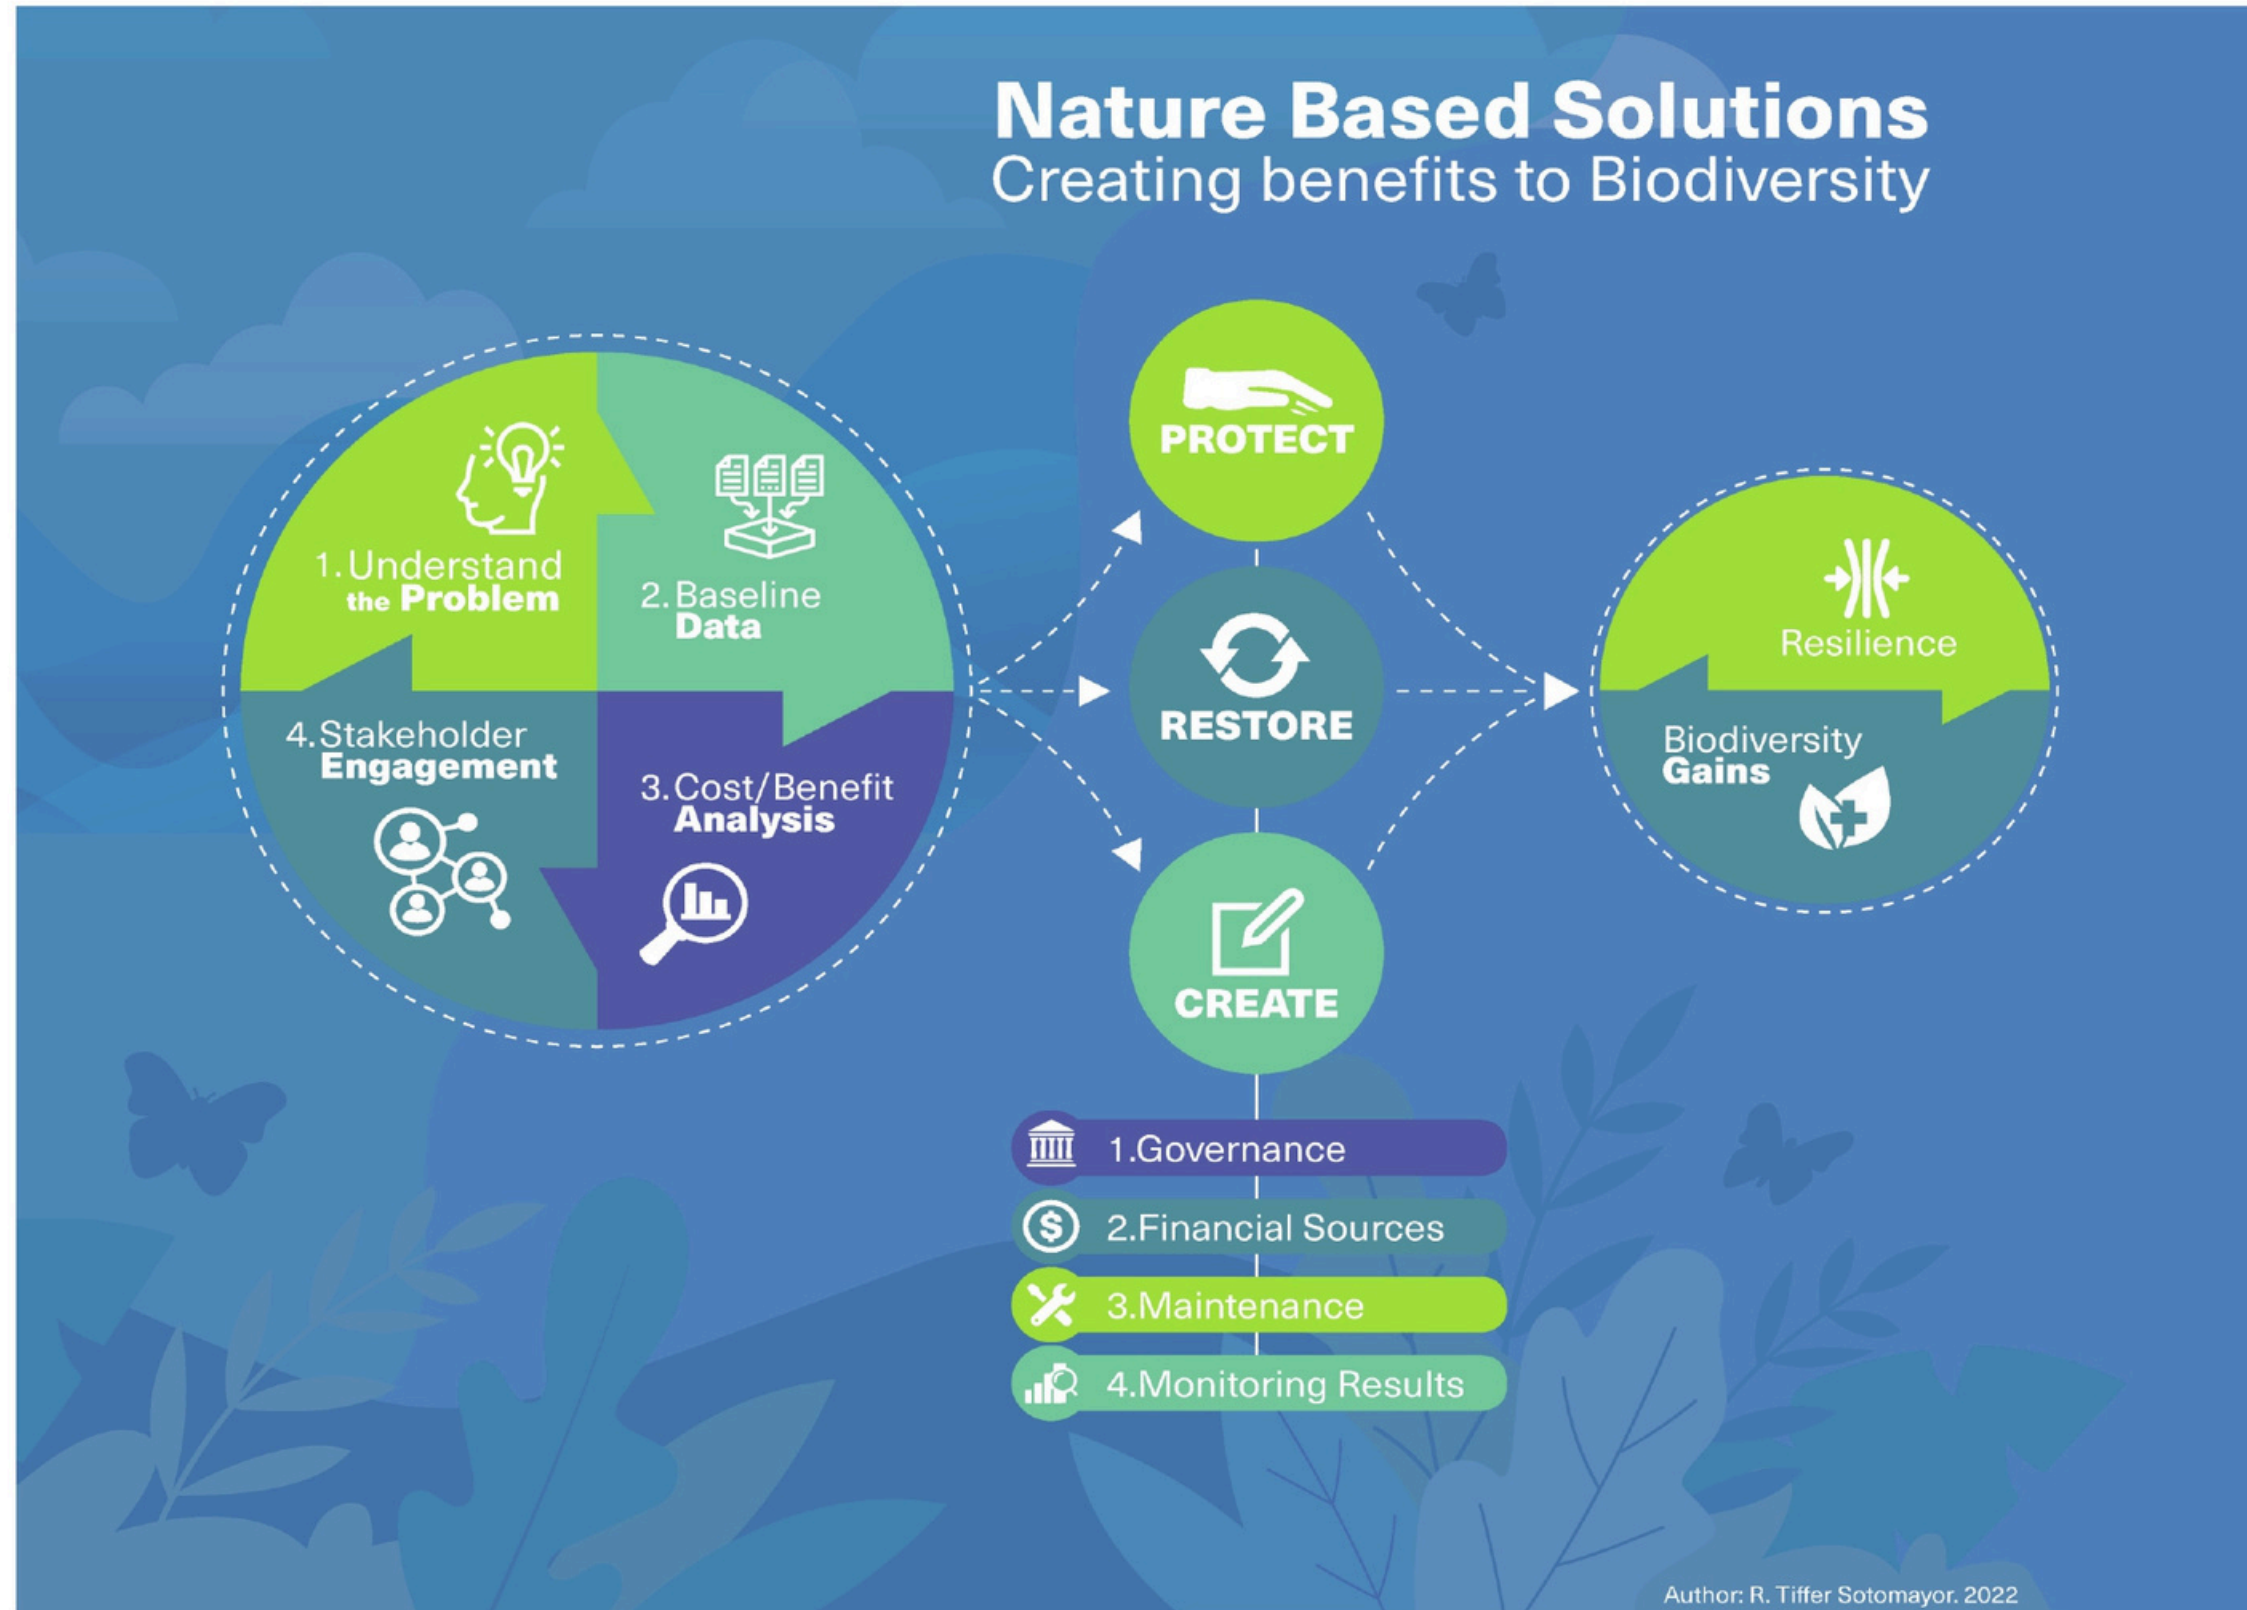 Nature Based Solutions
Creating benefits to Biodiversity
1. Understand
the Problem
2. Baseline
Data
3. Cost/Benefit
Analysis
4. Stakeholder
Engagement
PROTECT
RESTORE
CREATE
Resilience
Biodiversity
Gains
1.Governance
2.Financial Sources
3.Maintenance
4.Monitoring Results
Author: R. Tiffer Sotomayor. 2022